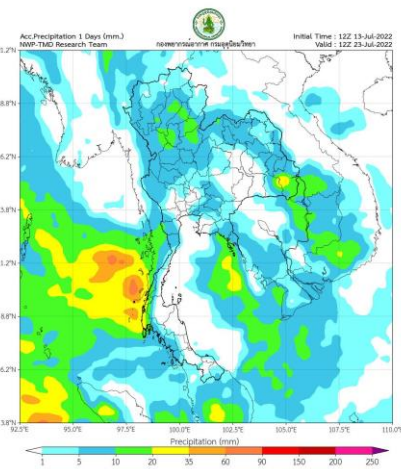 Acc.Precipitation 1 Days (mm.)
NWP-TMD Research Team
กองพยากรณ์อากาศ กรมอุตุนิยมวิทยา
Initial Time : 12Z 13-Jul-2022
Valid : 12Z 23-Jul-2022
1.2°N
8.8°N
6.2°N
3.8°N
1.2°N
8.8°N
6.2°N
3.8°N
92.5°E 95.0°E 97.5°E 100.0°E 102.5°E 105.0°E 107.5°E 110.0°
Precipitation (mm)
1 5 10 20 35 60 90 150 200 250